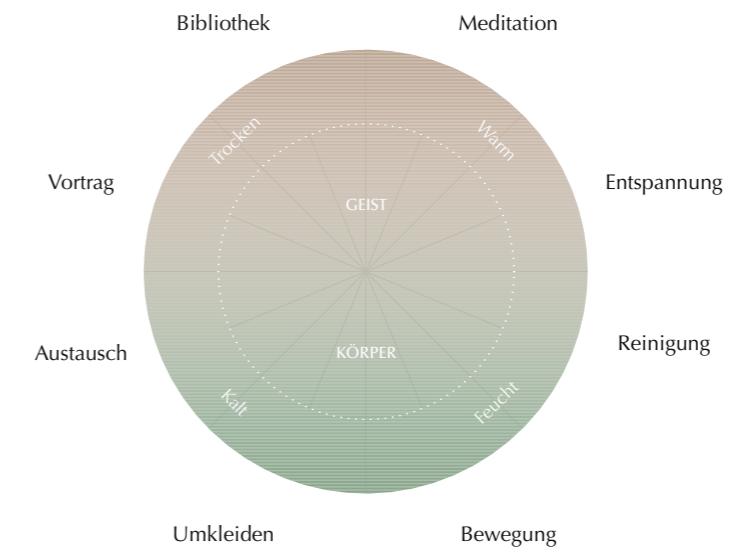 Bibliothek
Meditation
Trocken
Warm
Vortrag
Entspannung
GEIST
Austausch
Reinigung
KÖRPER
Kalt
Feucht
Umkleiden
Bewegung